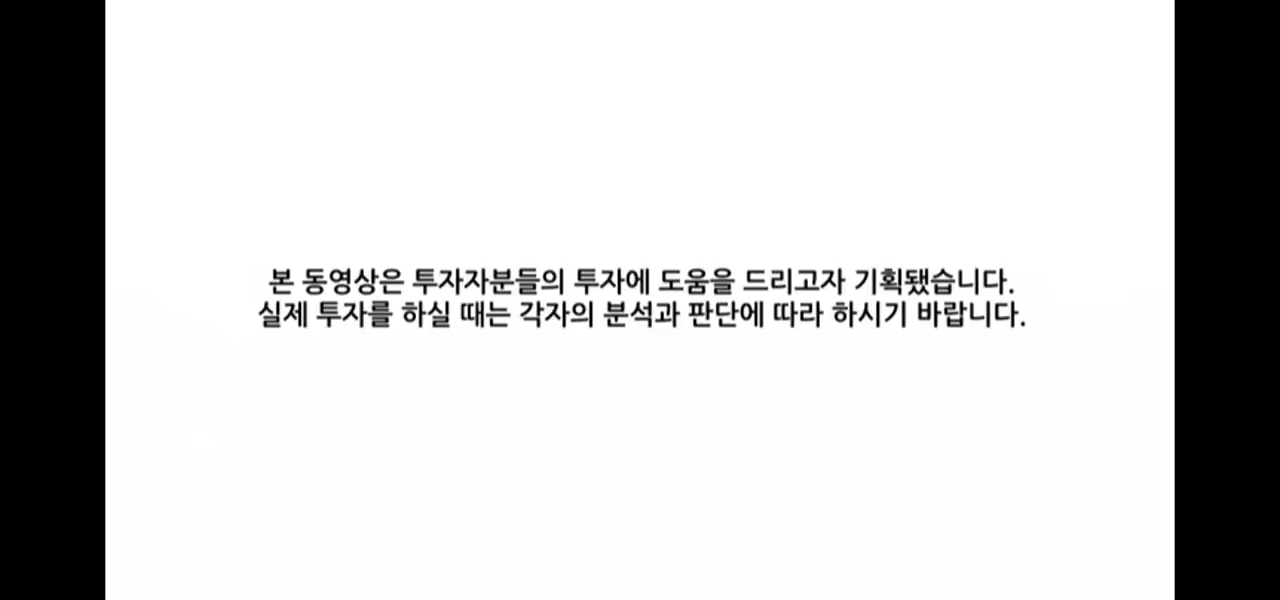 본 동영상은 투자자분들의 투자에 도움을 드리고자 기획됐습니다.
실제 투자를 하실 때는 각자의 분석과 판단에 따라 하시기 바랍니다.